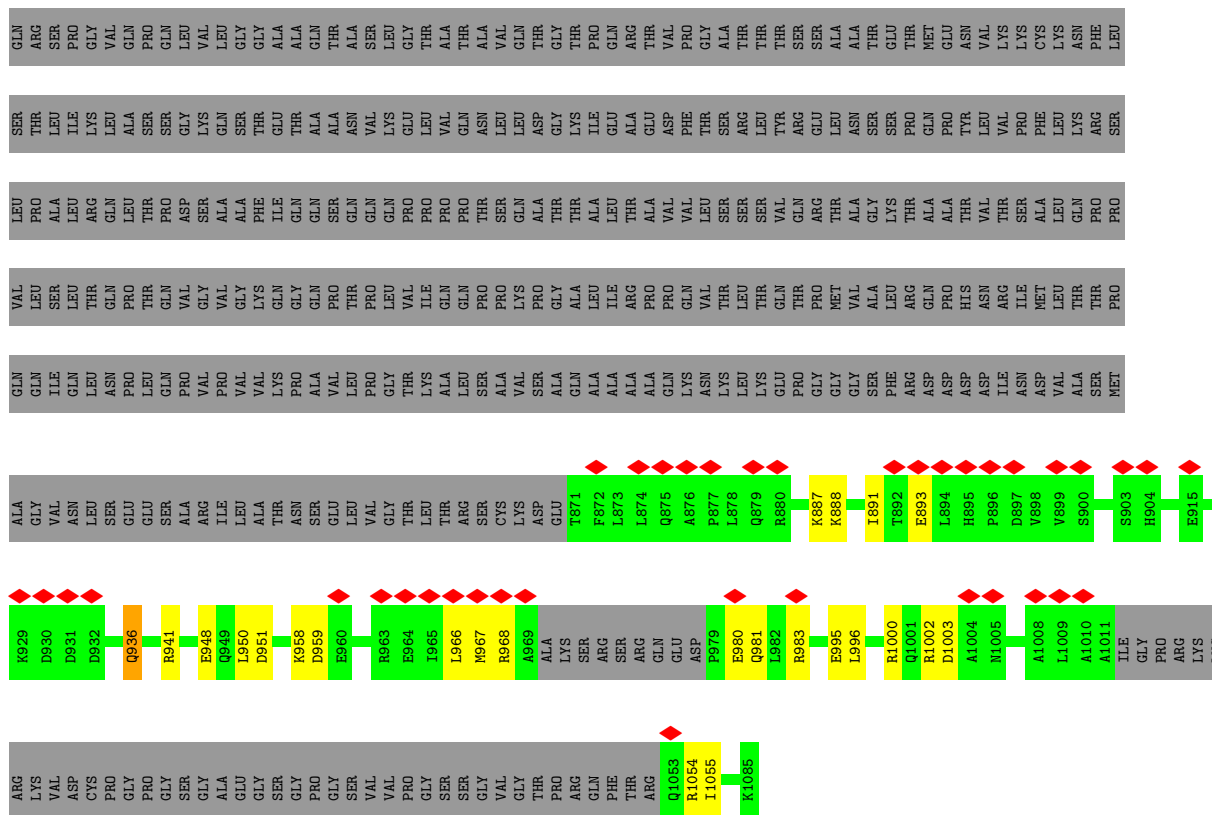 GLN ARG SER PRO GLY VAL GLN PRO GLN LEU VAL LEU GLY GLY ALA ALA GLN THR ALA SER LEU GLY THR ALA THR ALA VAL GLN THR GLY THR PRO GLN ARG THR VAL PRO GLY ALA THR THR THR SER SER ALA ALA THR GLU THR MET GLU ASN VAL LYS LYS CYS LYS ASN PHE LEU
SER THR LEU ILE LYS LEU ALA SER SER GLY LYS GLN SER THR GLU THR ALA ALA ASN VAL LYS GLU LEU VAL GLN ASN LEU LEU ASP GLY LYS ILE GLU ALA GLU ASP PHE THR SER ARG LEU TYR ARG GLU LEU ASN SER SER PRO GLN PRO TYR LEU VAL PRO PHE LEU LYS ARG SER
LEU PRO ALA LEU ARG GLN LEU THR PRO ASP SER ALA ALA PHE ILE GLN GLN SER GLN GLN GLN PRO PRO PRO PRO THR SER GLN ALA THR THR ALA LEU THR ALA VAL VAL LEU SER SER SER VAL GLN ARG THR ALA GLY LYS THR ALA ALA THR VAL THR SER ALA LEU GLN PRO PRO
VAL LEU SER LEU THR GLN PRO THR GLN VAL GLY VAL GLY LYS GLN GLY GLN PRO THR PRO LEU VAL ILE GLN GLN PRO PRO LYS PRO GLY ALA LEU ILE ARG PRO PRO GLN VAL THR LEU THR GLN THR PRO MET VAL ALA LEU ARG GLN PRO HIS ASN ARG ILE MET LEU THR THR PRO
GLN GLN ILE GLN LEU ASN PRO LEU GLN PRO VAL PRO VAL VAL LYS PRO ALA VAL LEU PRO GLY THR LYS ALA LEU SER ALA VAL SER ALA GLN ALA ALA ALA ALA GLN LYS ASN LYS LEU LYS GLU PRO GLY GLY GLY SER PHE ARG ASP ASP ASP ASP ILE ASN ASP VAL ALA SER MET
ALA GLY VAL ASN LEU SER GLU GLU SER ALA ARG ILE LEU ALA THR ASN SER GLU LEU VAL GLY THR LEU THR ARG SER CYS LYS ASP GLU T871 F872 L873 L874 Q875 A876 P877 L878 Q879 R880 K887 K888 I891 T892 E893 L894 H895 P896 D897 V898 V899 S900 S903 H904 E915
K929 D930 D931 D932 Q936 R941 E948 Q949 L950 D951 K958 D959 E960 R963 E964 I965 L966 M967 R968 A969 ALA LYS SER ARG SER ARG GLN GLU ASP P979 E980 Q981 L982 R983 E995 L996 R1000 Q1001 R1002 D1003 A1004 N1005 A1008 L1009 A1010 A1011 ILE GLY PRO ARG LYS
ARG LYS VAL ASP CYS PRO GLY PRO GLY SER GLY ALA GLU GLY SER GLY PRO GLY SER VAL VAL PRO GLY SER SER GLY VAL GLY THR PRO ARG GLN PHE THR ARG Q1053 R1054 I1055 K1085